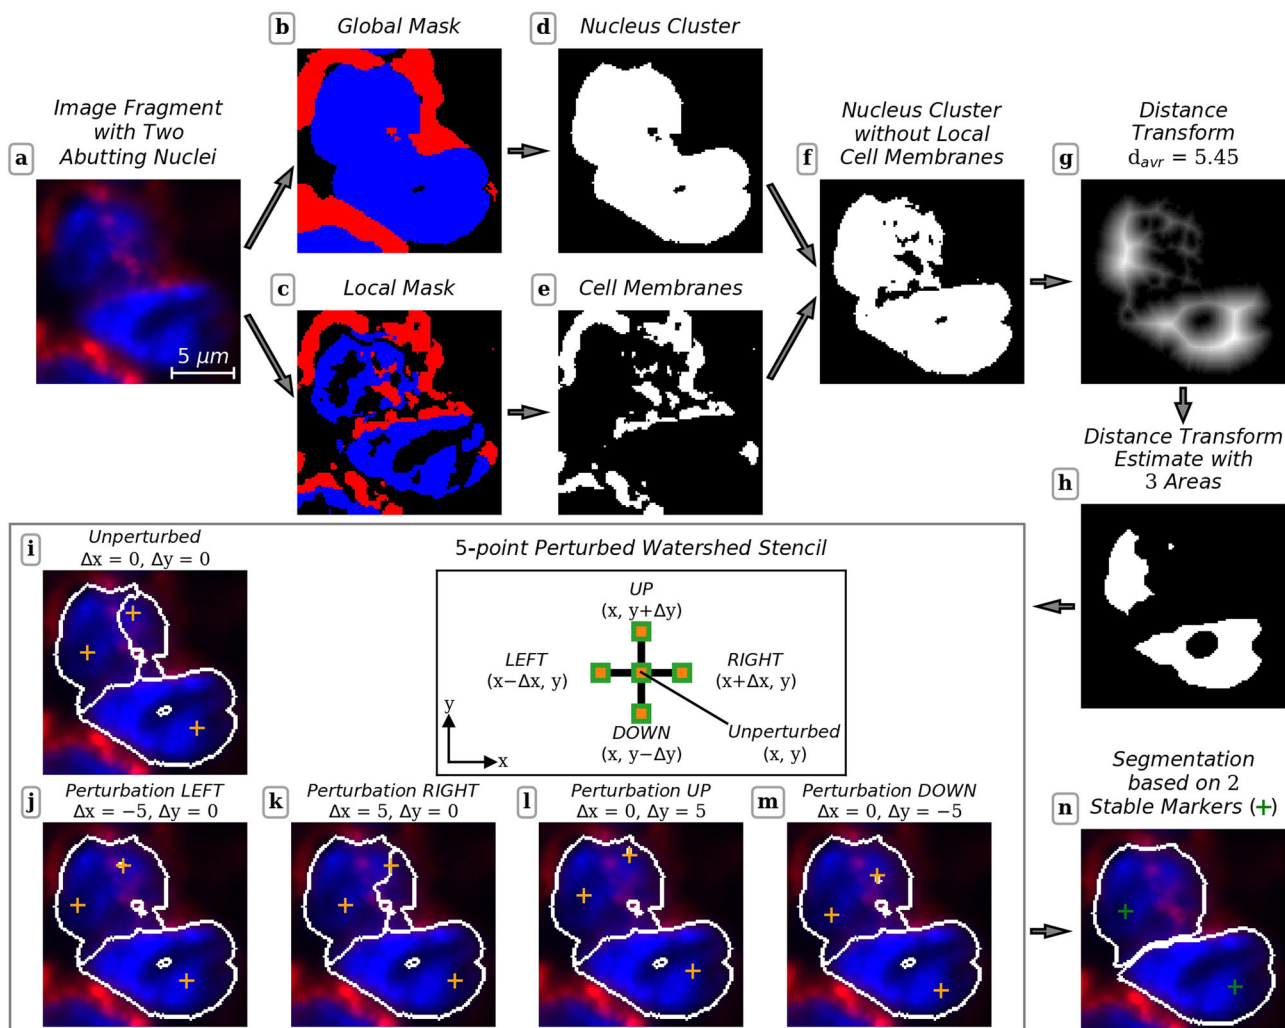 a
Image Fragment
with Two
Abutting Nuclei
5 μm
b
Global Mask
c
Local Mask
d
Nucleus Cluster
e
Cell Membranes
f
Nucleus Cluster
without Local
Cell Membranes
g
Distance
Transform
d_avr = 5.45
h
Distance Transform
Estimate with
3 Areas
i
Unperturbed
Δx = 0, Δy = 0
5-point Perturbed Watershed Stencil
UP
(x, y+Δy)
LEFT
(x−Δx, y)
RIGHT
(x+Δx, y)
DOWN
(x, y−Δy)
Unperturbed
(x, y)
y
x
j
Perturbation LEFT
Δx = −5, Δy = 0
k
Perturbation RIGHT
Δx = 5, Δy = 0
l
Perturbation UP
Δx = 0, Δy = 5
m
Perturbation DOWN
Δx = 0, Δy = −5
n
Segmentation
based on 2
Stable Markers (+)